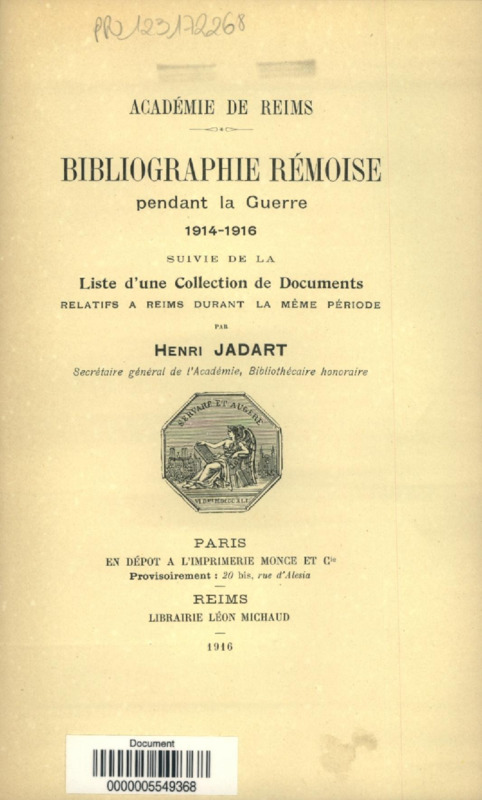 PR 123172268
ACADÉMIE DE REIMS
BIBLIOGRAPHIE RÉMOISE
pendant la Guerre
1914-1916
SUIVIE DE LA
Liste d'une Collection de Documents
RELATIFS A REIMS DURANT LA MÊME PÉRIODE
PAR
HENRI JADART
Secrétaire général de l'Académie, Bibliothécaire honoraire
SERVARE ET AUGERE
PARIS
EN DÉPOT A L'IMPRIMERIE MONCE ET Cie
Provisoirement : 20 bis, rue d'Alesia
REIMS
LIBRAIRIE LÉON MICHAUD
1916
Document
0000005549368